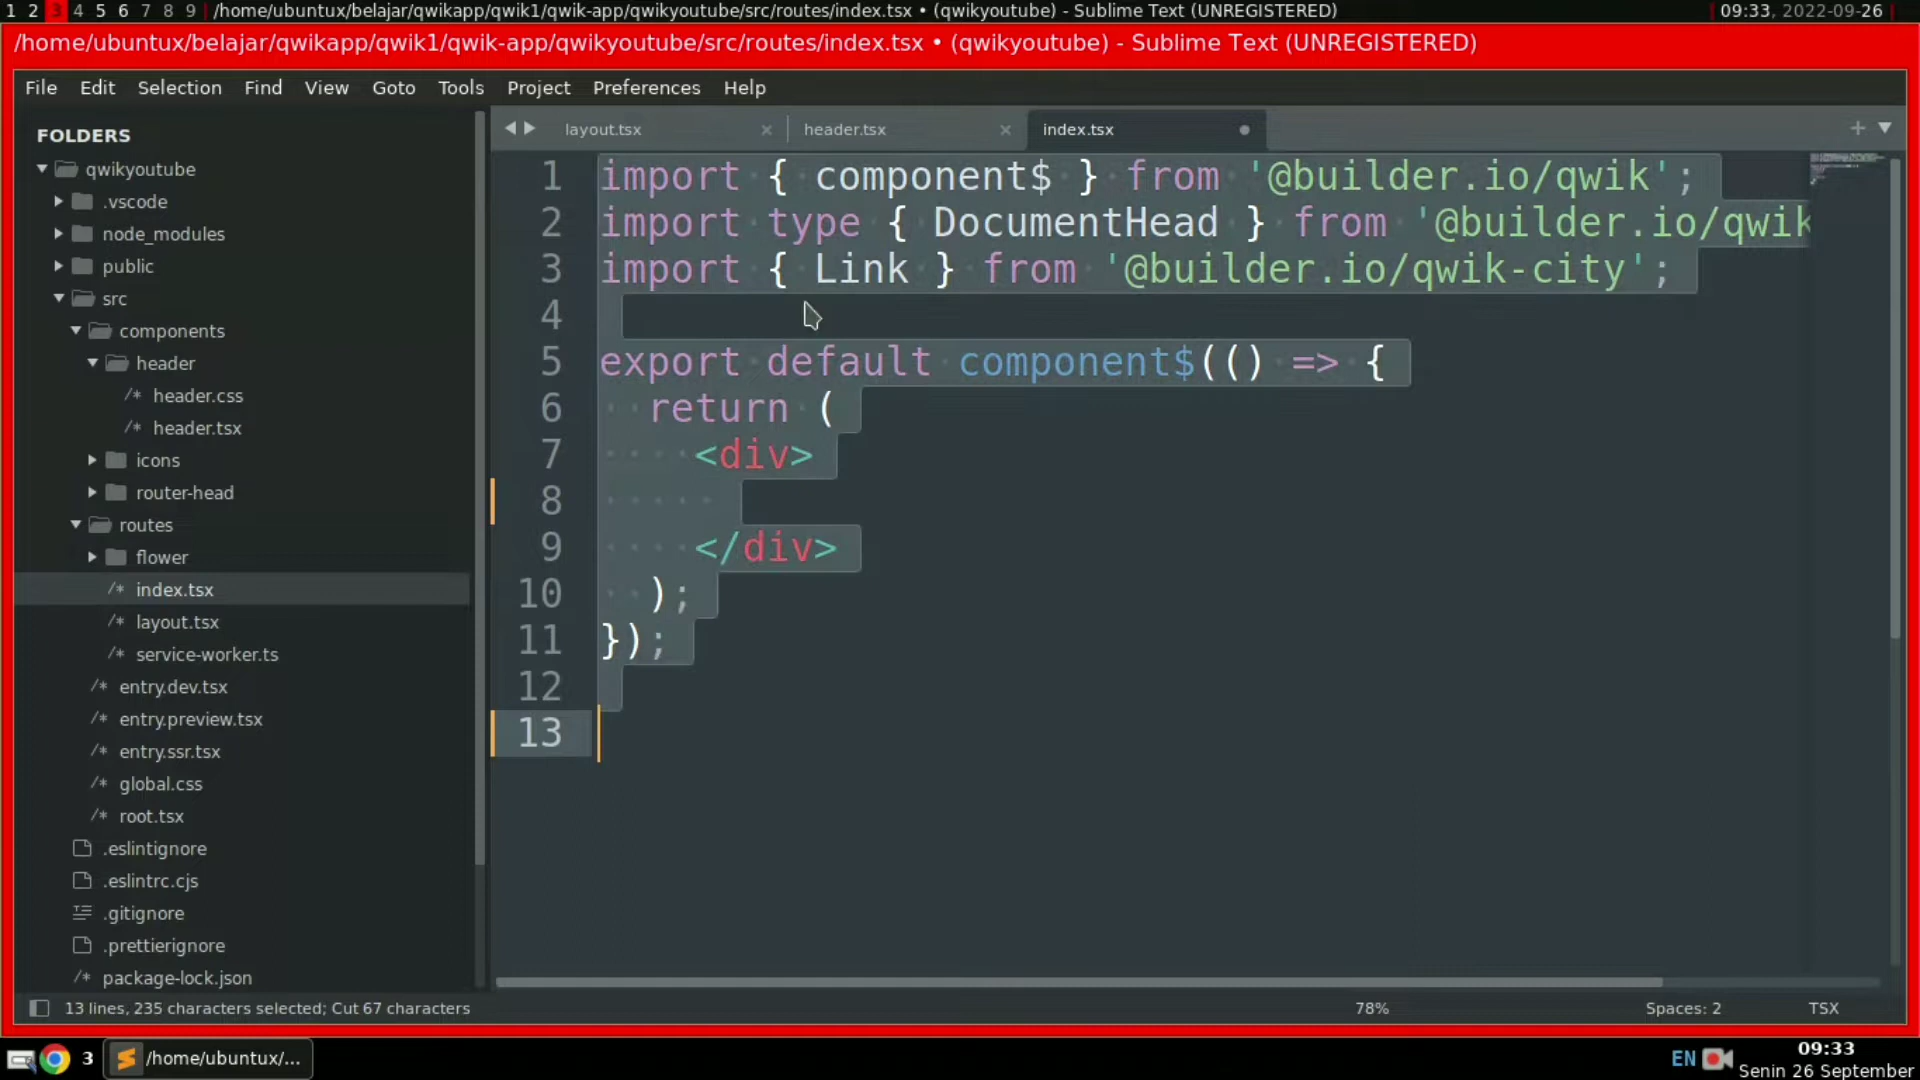 1 2 3 4 5 6 7 8 9 /home/ubuntux/belajar/qwikapp/qwik1/qwik-app/qwikyoutube/src/routes/index.tsx • (qwikyoutube) - Sublime Text (UNREGISTERED) 09:33, 2022-09-26
/home/ubuntux/belajar/qwikapp/qwik1/qwik-app/qwikyoutube/src/routes/index.tsx • (qwikyoutube) - Sublime Text (UNREGISTERED)
File Edit Selection Find View Goto Tools Project Preferences Help
FOLDERS
qwikyoutube
.vscode
node_modules
public
src
components
header
/* header.css
/* header.tsx
icons
router-head
routes
flower
/* index.tsx
/* layout.tsx
/* service-worker.ts
/* entry.dev.tsx
/* entry.preview.tsx
/* entry.ssr.tsx
/* global.css
/* root.tsx
.eslintignore
.eslintrc.cjs
.gitignore
.prettierignore
/* package-lock.json
layout.tsx header.tsx index.tsx
1 import { component$ } from '@builder.io/qwik';
2 import type { DocumentHead } from '@builder.io/qwik
3 import { Link } from '@builder.io/qwik-city';
4
5 export default component$(() => {
6 return (
7 <div>
8
9 </div>
10 );
11 });
12
13
13 lines, 235 characters selected; Cut 67 characters 78% Spaces: 2 TSX
3 /home/ubuntux/... EN 09:33
Senin 26 September